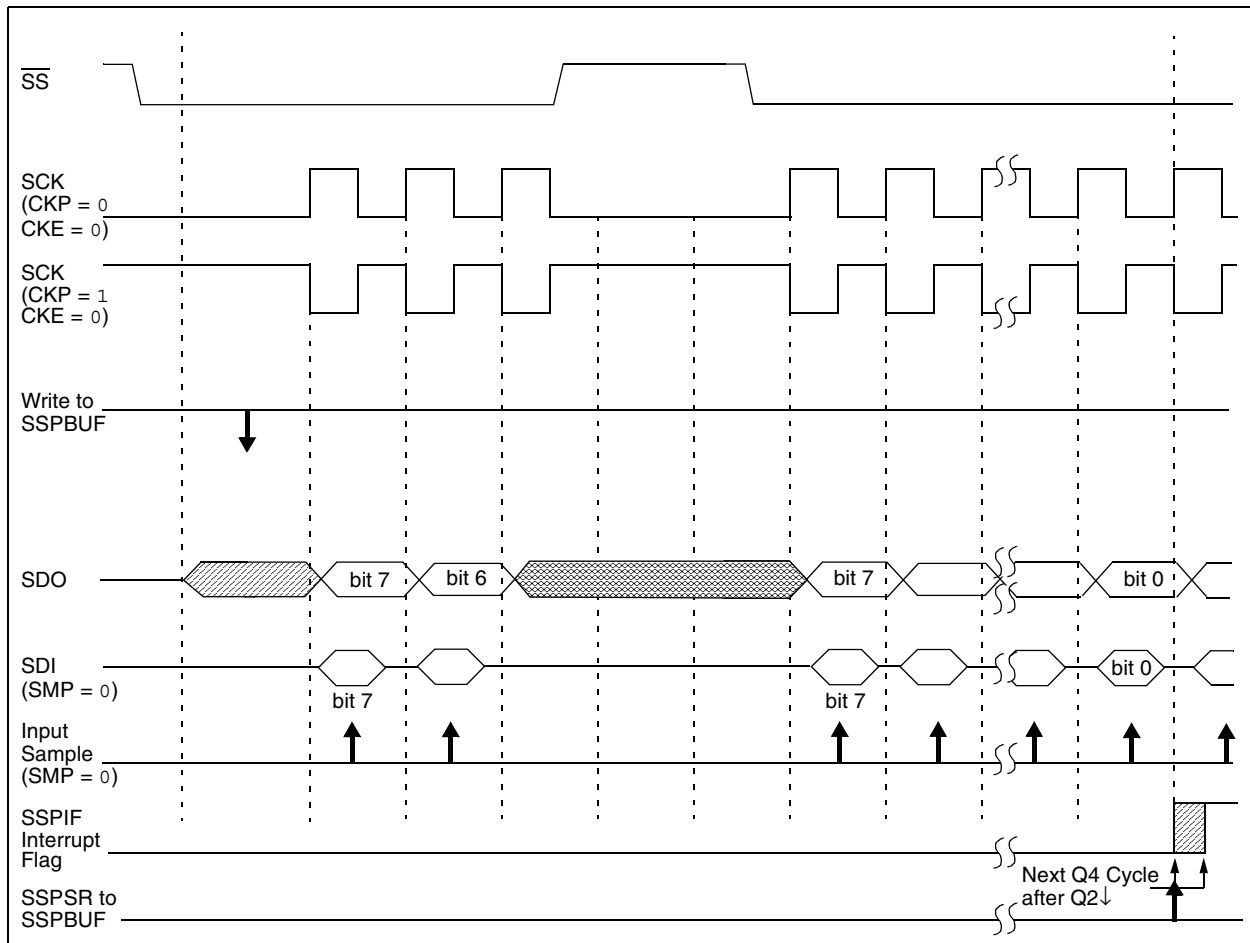 SS
SCK
(CKP = 0
CKE = 0)
SCK
(CKP = 1
CKE = 0)
Write to
SSPBUF
SDO
bit 7
bit 6
bit 7
bit 0
SDI
(SMP = 0)
bit 7
bit 7
bit 0
Input
Sample
(SMP = 0)
SSPIF
Interrupt
Flag
Next Q4 Cycle
after Q2↓
SSPSR to
SSPBUF